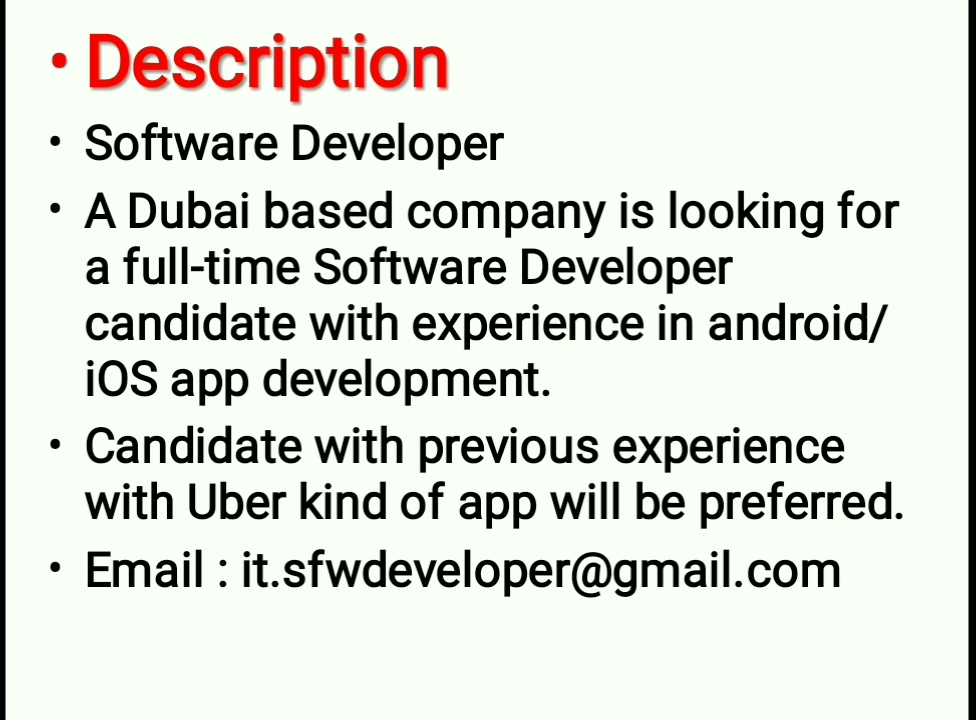 • Description
• Software Developer
• A Dubai based company is looking for
a full-time Software Developer
candidate with experience in android/
iOS app development.
• Candidate with previous experience
with Uber kind of app will be preferred.
• Email : it.sfwdeveloper@gmail.com